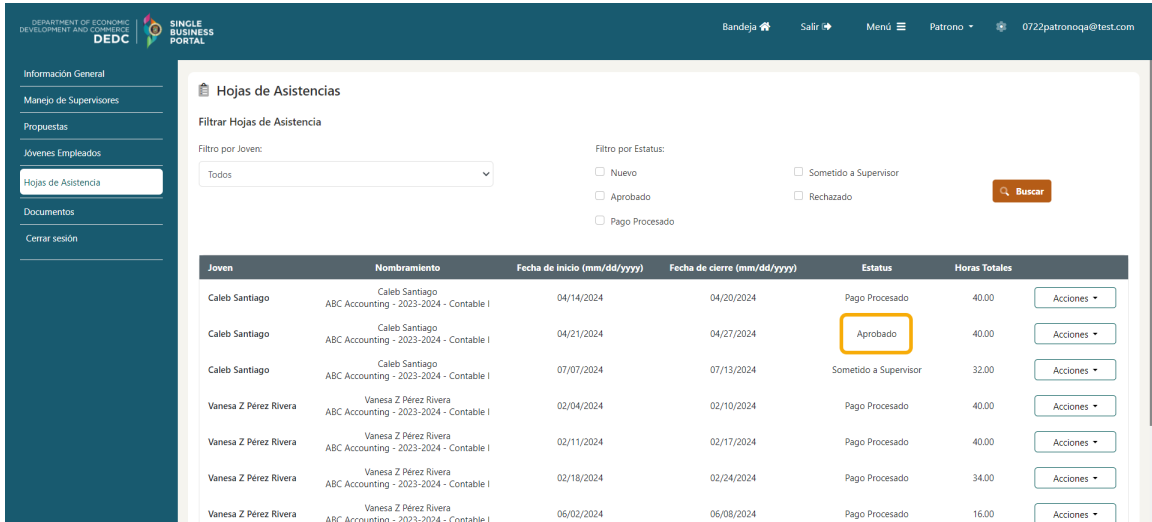 DEPARTMENT OF ECONOMIC
DEVELOPMENT AND COMMERCE
DEDC
SINGLE
BUSINESS
PORTAL
Bandeja Salir Menú Patrono 0722patronoqa@test.com
Información General
Manejo de Supervisores
Propuestas
Jóvenes Empleados
Hojas de Asistencia
Documentos
Cerrar sesión
Hojas de Asistencias
Filtrar Hojas de Asistencia
Filtro por Joven: Filtro por Estatus:
Todos
Nuevo Sometido a Supervisor
Aprobado Rechazado
Pago Procesado
Buscar
Joven Nombramiento Fecha de inicio (mm/dd/yyyy) Fecha de cierre (mm/dd/yyyy) Estatus Horas Totales
Caleb Santiago
Caleb Santiago 04/14/2024 04/20/2024 Pago Procesado 40.00 Acciones
ABC Accounting - 2023-2024 - Contable I
Caleb Santiago
Caleb Santiago 04/21/2024 04/27/2024 Aprobado 40.00 Acciones
ABC Accounting - 2023-2024 - Contable I
Caleb Santiago
Caleb Santiago 07/07/2024 07/13/2024 Sometido a Supervisor 32.00 Acciones
ABC Accounting - 2023-2024 - Contable I
Vanesa Z Pérez Rivera
Vanesa Z Pérez Rivera 02/04/2024 02/10/2024 Pago Procesado 40.00 Acciones
ABC Accounting - 2023-2024 - Contable I
Vanesa Z Pérez Rivera
Vanesa Z Pérez Rivera 02/11/2024 02/17/2024 Pago Procesado 40.00 Acciones
ABC Accounting - 2023-2024 - Contable I
Vanesa Z Pérez Rivera
Vanesa Z Pérez Rivera 02/18/2024 02/24/2024 Pago Procesado 34.00 Acciones
ABC Accounting - 2023-2024 - Contable I
Vanesa Z Pérez Rivera
Vanesa Z Pérez Rivera 06/02/2024 06/08/2024 Pago Procesado 16.00 Acciones
ABC Accounting - 2023-2024 - Contable I